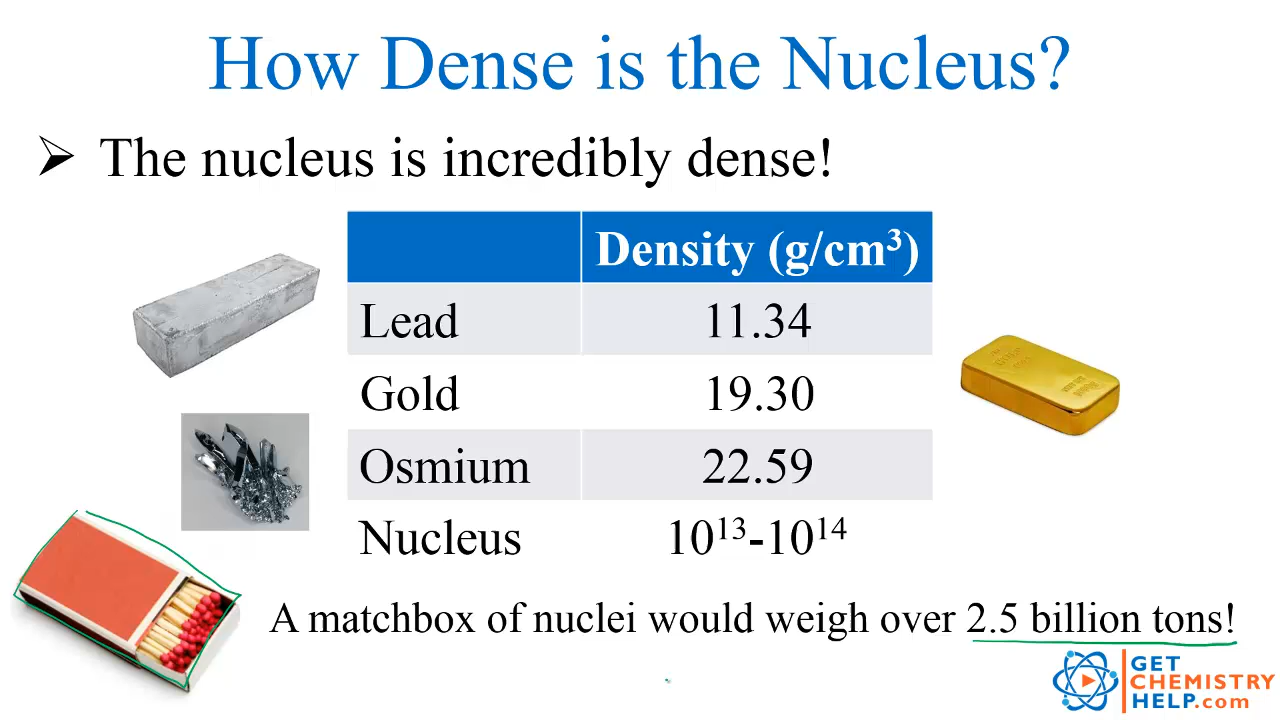 How Dense is the Nucleus?
➢ The nucleus is incredibly dense!
Density (g/cm³)
Lead 11.34
Gold 19.30
Osmium 22.59
Nucleus 10¹³-10¹⁴
A matchbox of nuclei would weigh over 2.5 billion tons!
GET
CHEMISTRY
HELP.com